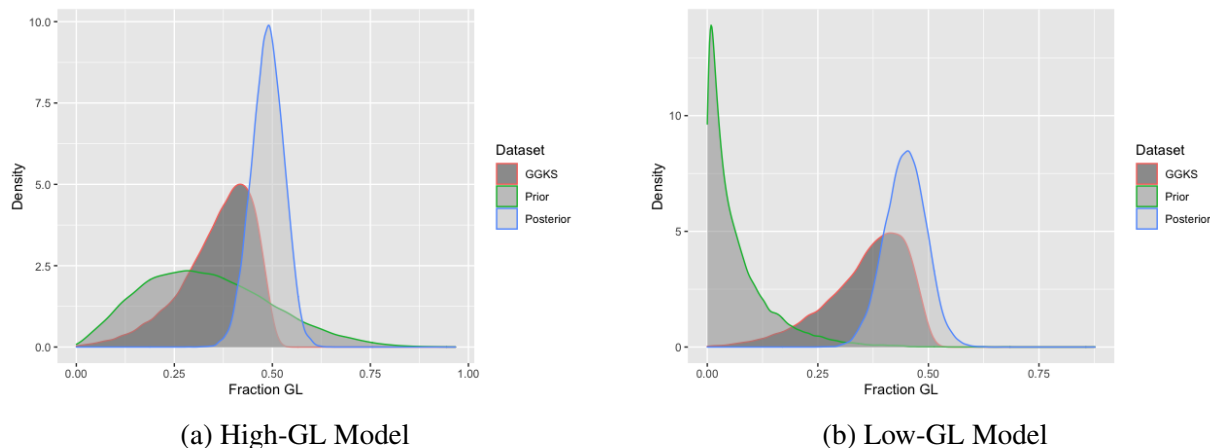 10.0
7.5
5.0
2.5
0.0
Density
0.00
0.25
0.50
0.75
1.00
Fraction GL
Dataset
GGKS
Prior
Posterior
(a) High-GL Model
10
5
0
Density
0.00
0.25
0.50
0.75
Fraction GL
Dataset
GGKS
Prior
Posterior
(b) Low-GL Model